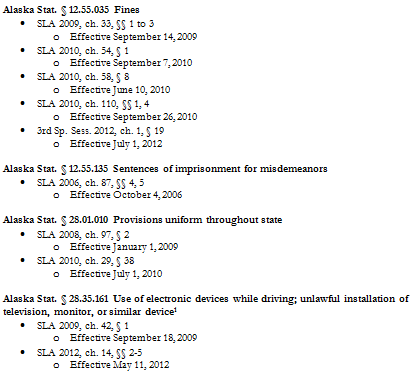 Alaska Stat. § 12.55.035 Fines
• SLA 2009, ch. 33, §§ 1 to 3
o Effective September 14, 2009
• SLA 2010, ch. 54, § 1
o Effective September 7, 2010
• SLA 2010, ch. 58, § 8
o Effective June 10, 2010
• SLA 2010, ch. 110, §§ 1, 4
o Effective September 26, 2010
• 3rd Sp. Sess. 2012, ch. 1, § 19
o Effective July 1, 2012
Alaska Stat. § 12.55.135 Sentences of imprisonment for misdemeanors
• SLA 2006, ch. 87, §§ 4, 5
o Effective October 4, 2006
Alaska Stat. § 28.01.010 Provisions uniform throughout state
• SLA 2008, ch. 97, § 2
o Effective January 1, 2009
• SLA 2010, ch. 29, § 38
o Effective July 1, 2010
Alaska Stat. § 28.35.161 Use of electronic devices while driving; unlawful installation of
television, monitor, or similar device¹
• SLA 2009, ch. 42, § 1
o Effective September 18, 2009
• SLA 2012, ch. 14, §§ 2-5
o Effective May 11, 2012